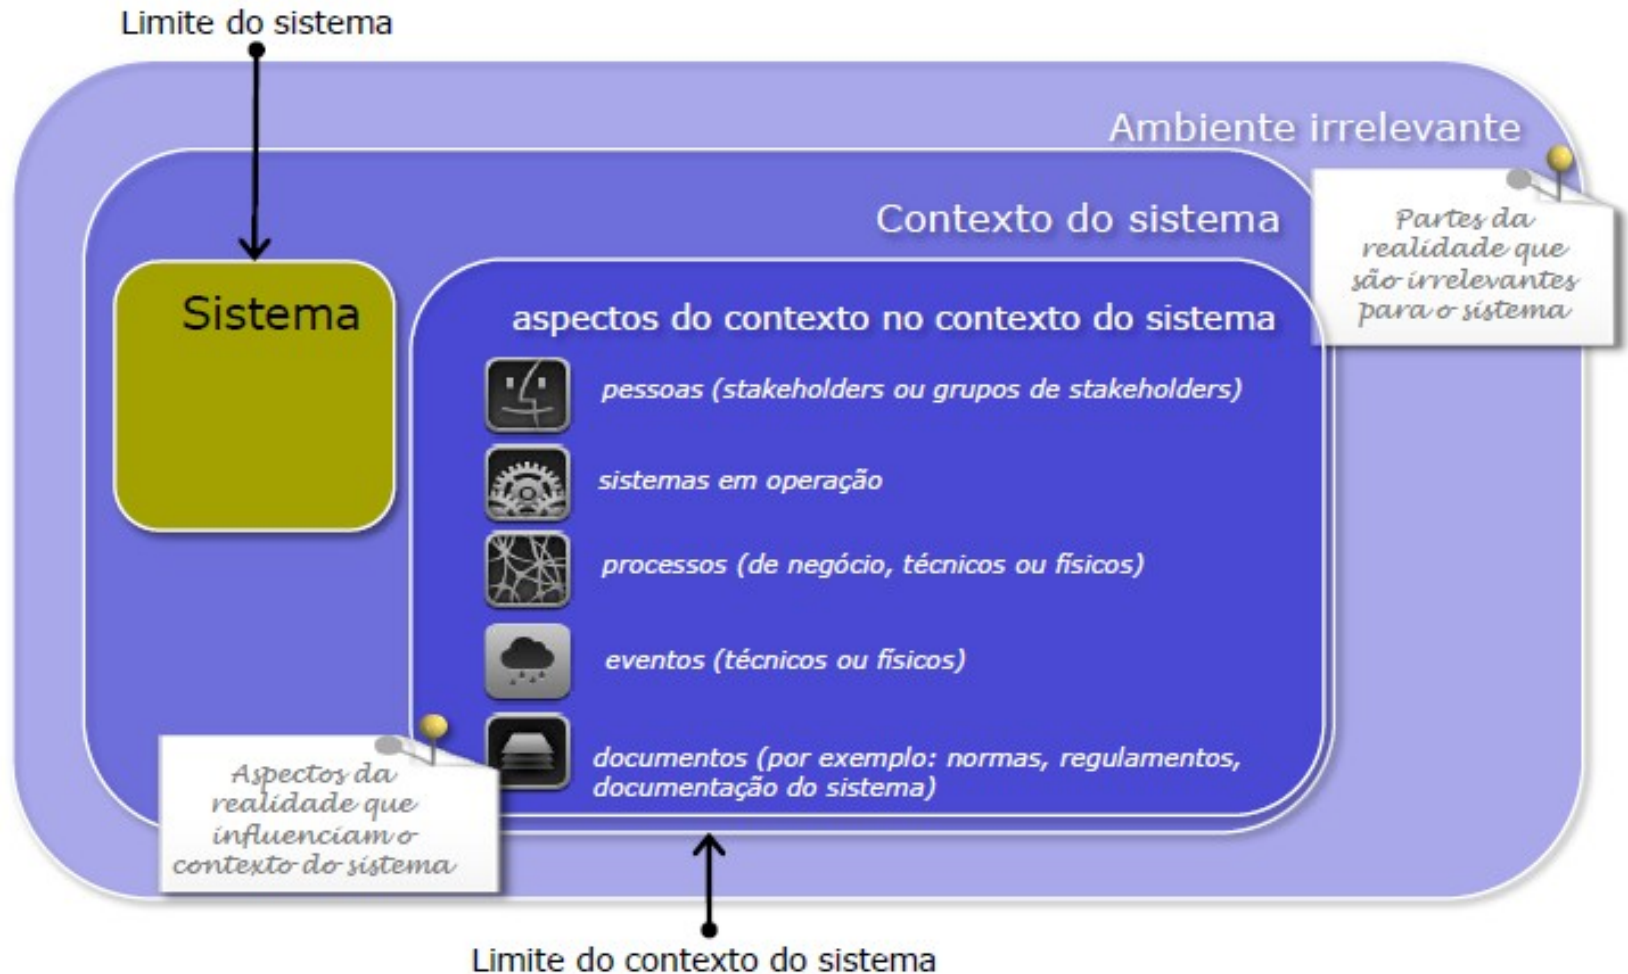 Limite do sistema
Ambiente irrelevante
Partes da
realidade que
são irrelevantes
para o sistema
Contexto do sistema
Sistema
aspectos do contexto no contexto do sistema
pessoas (stakeholders ou grupos de stakeholders)
sistemas em operação
processos (de negócio, técnicos ou físicos)
eventos (técnicos ou físicos)
documentos (por exemplo: normas, regulamentos,
documentação do sistema)
Aspectos da
realidade que
influenciam o
contexto do sistema
Limite do contexto do sistema